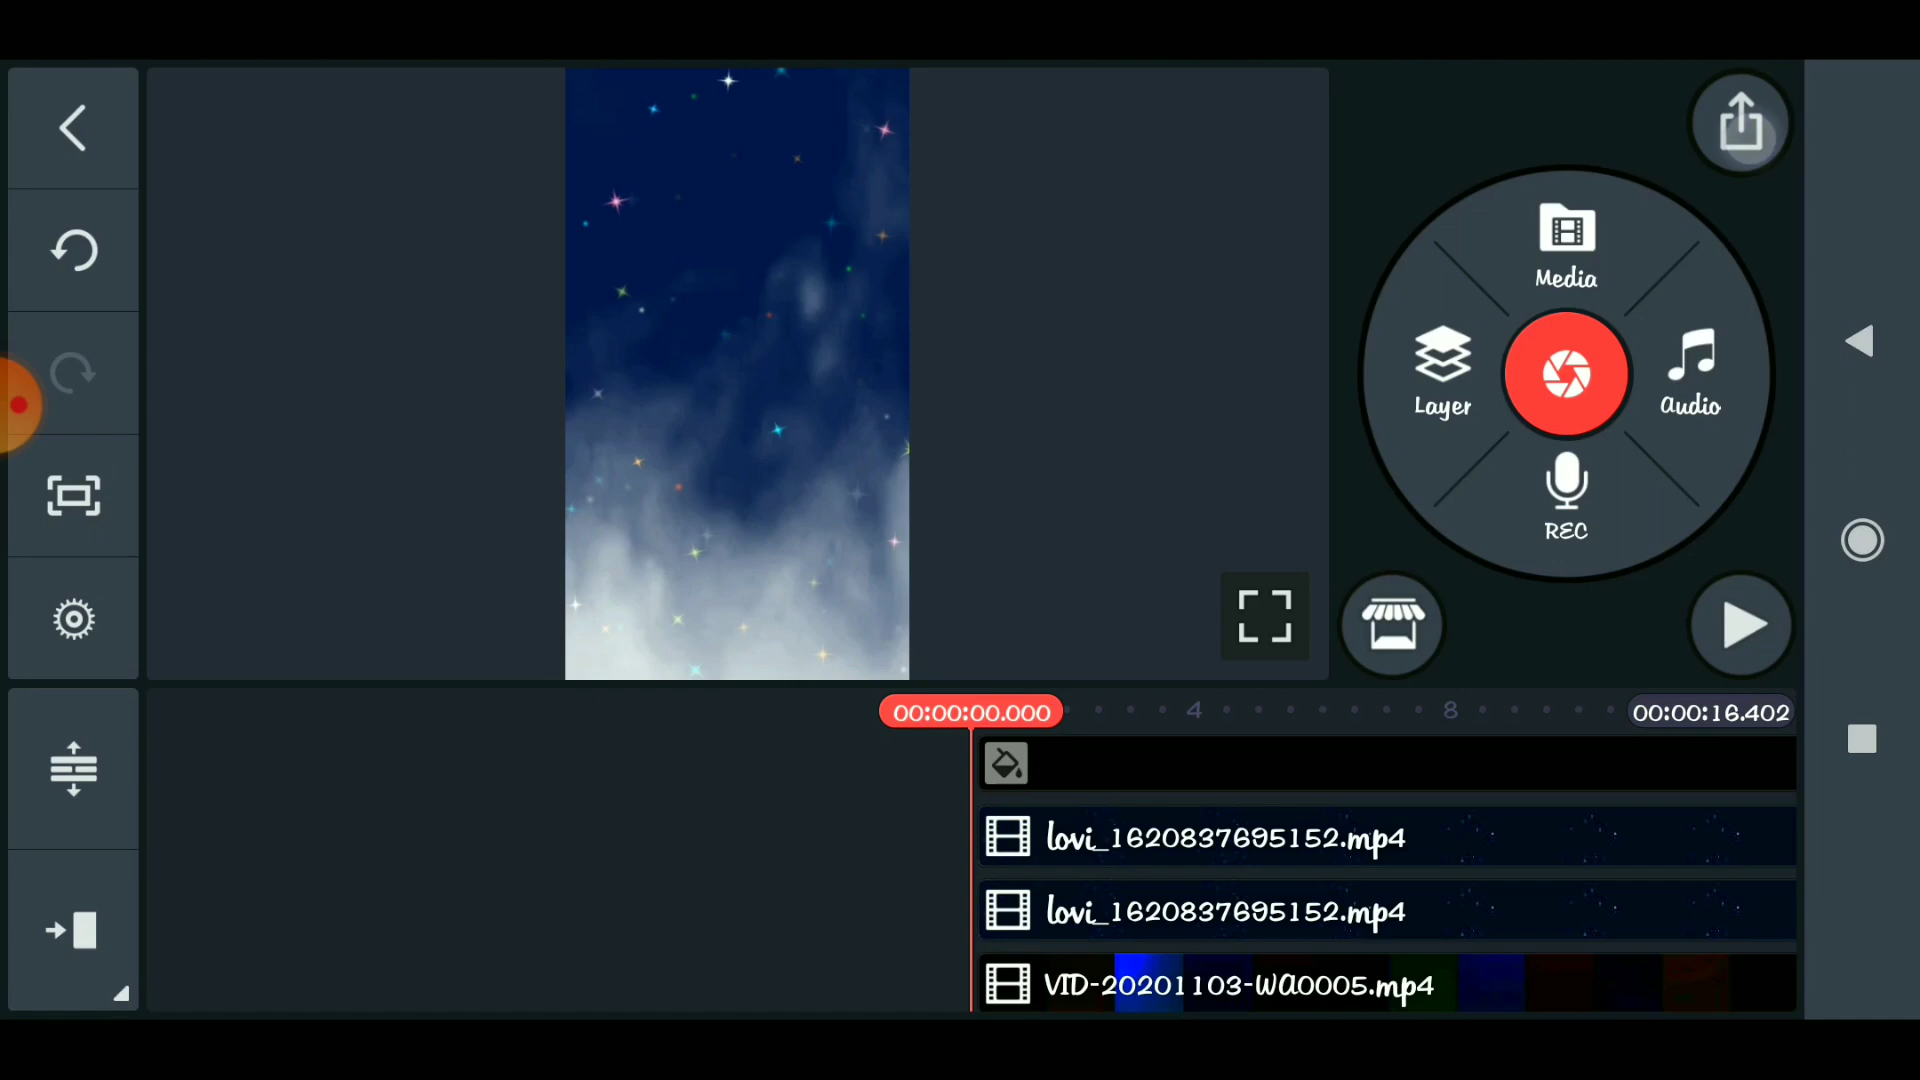 Media
Layer
Audio
REC
00:00:00.000
4
8
00:00:16.402
lovi_1620837695152.mp4
lovi_1620837695152.mp4
VID-20201103-WA0005.mp4